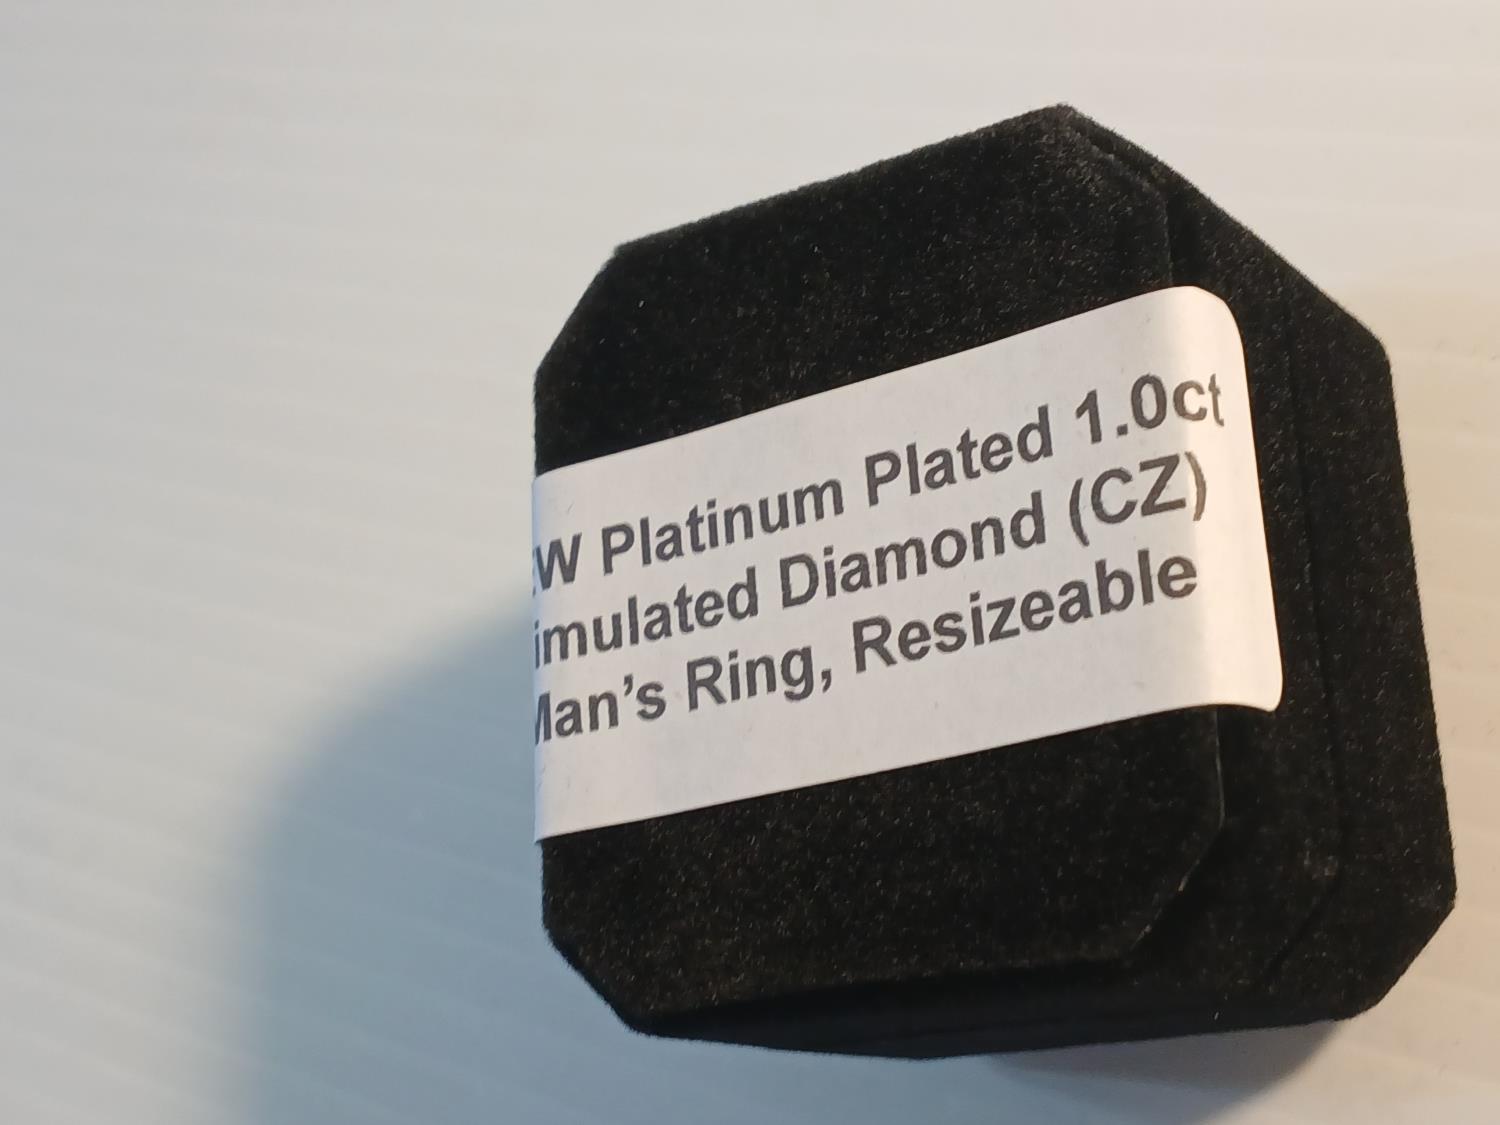 Platinum Plated 1.0ct
imulated Diamond (CZ)
Man's Ring, Resizeable